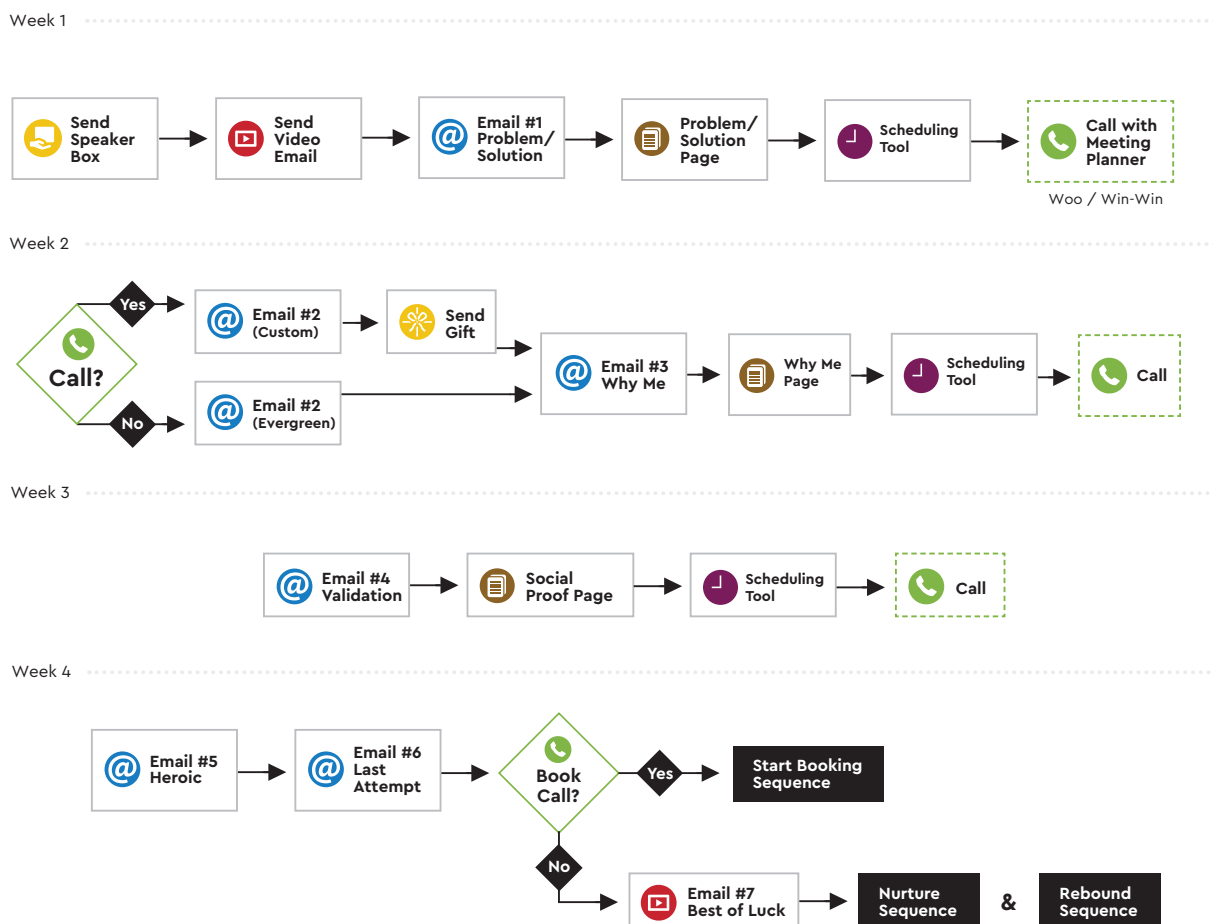 Week 1
Send
Speaker
Box
Send
Video
Email
@
Email #1
Problem/
Solution
Problem/
Solution
Page
Scheduling
Tool
Call with
Meeting
Planner
Woo / Win-Win
Week 2
Call?
Yes
No
@
Email #2
(Custom)
Send
Gift
@
Email #2
(Evergreen)
@
Email #3
Why Me
Why Me
Page
Scheduling
Tool
Call
Week 3
@
Email #4
Validation
Social
Proof Page
Scheduling
Tool
Call
Week 4
@
Email #5
Heroic
@
Email #6
Last
Attempt
Book
Call?
Yes
Start Booking
Sequence
No
Email #7
Best of Luck
Nurture
Sequence
&
Rebound
Sequence